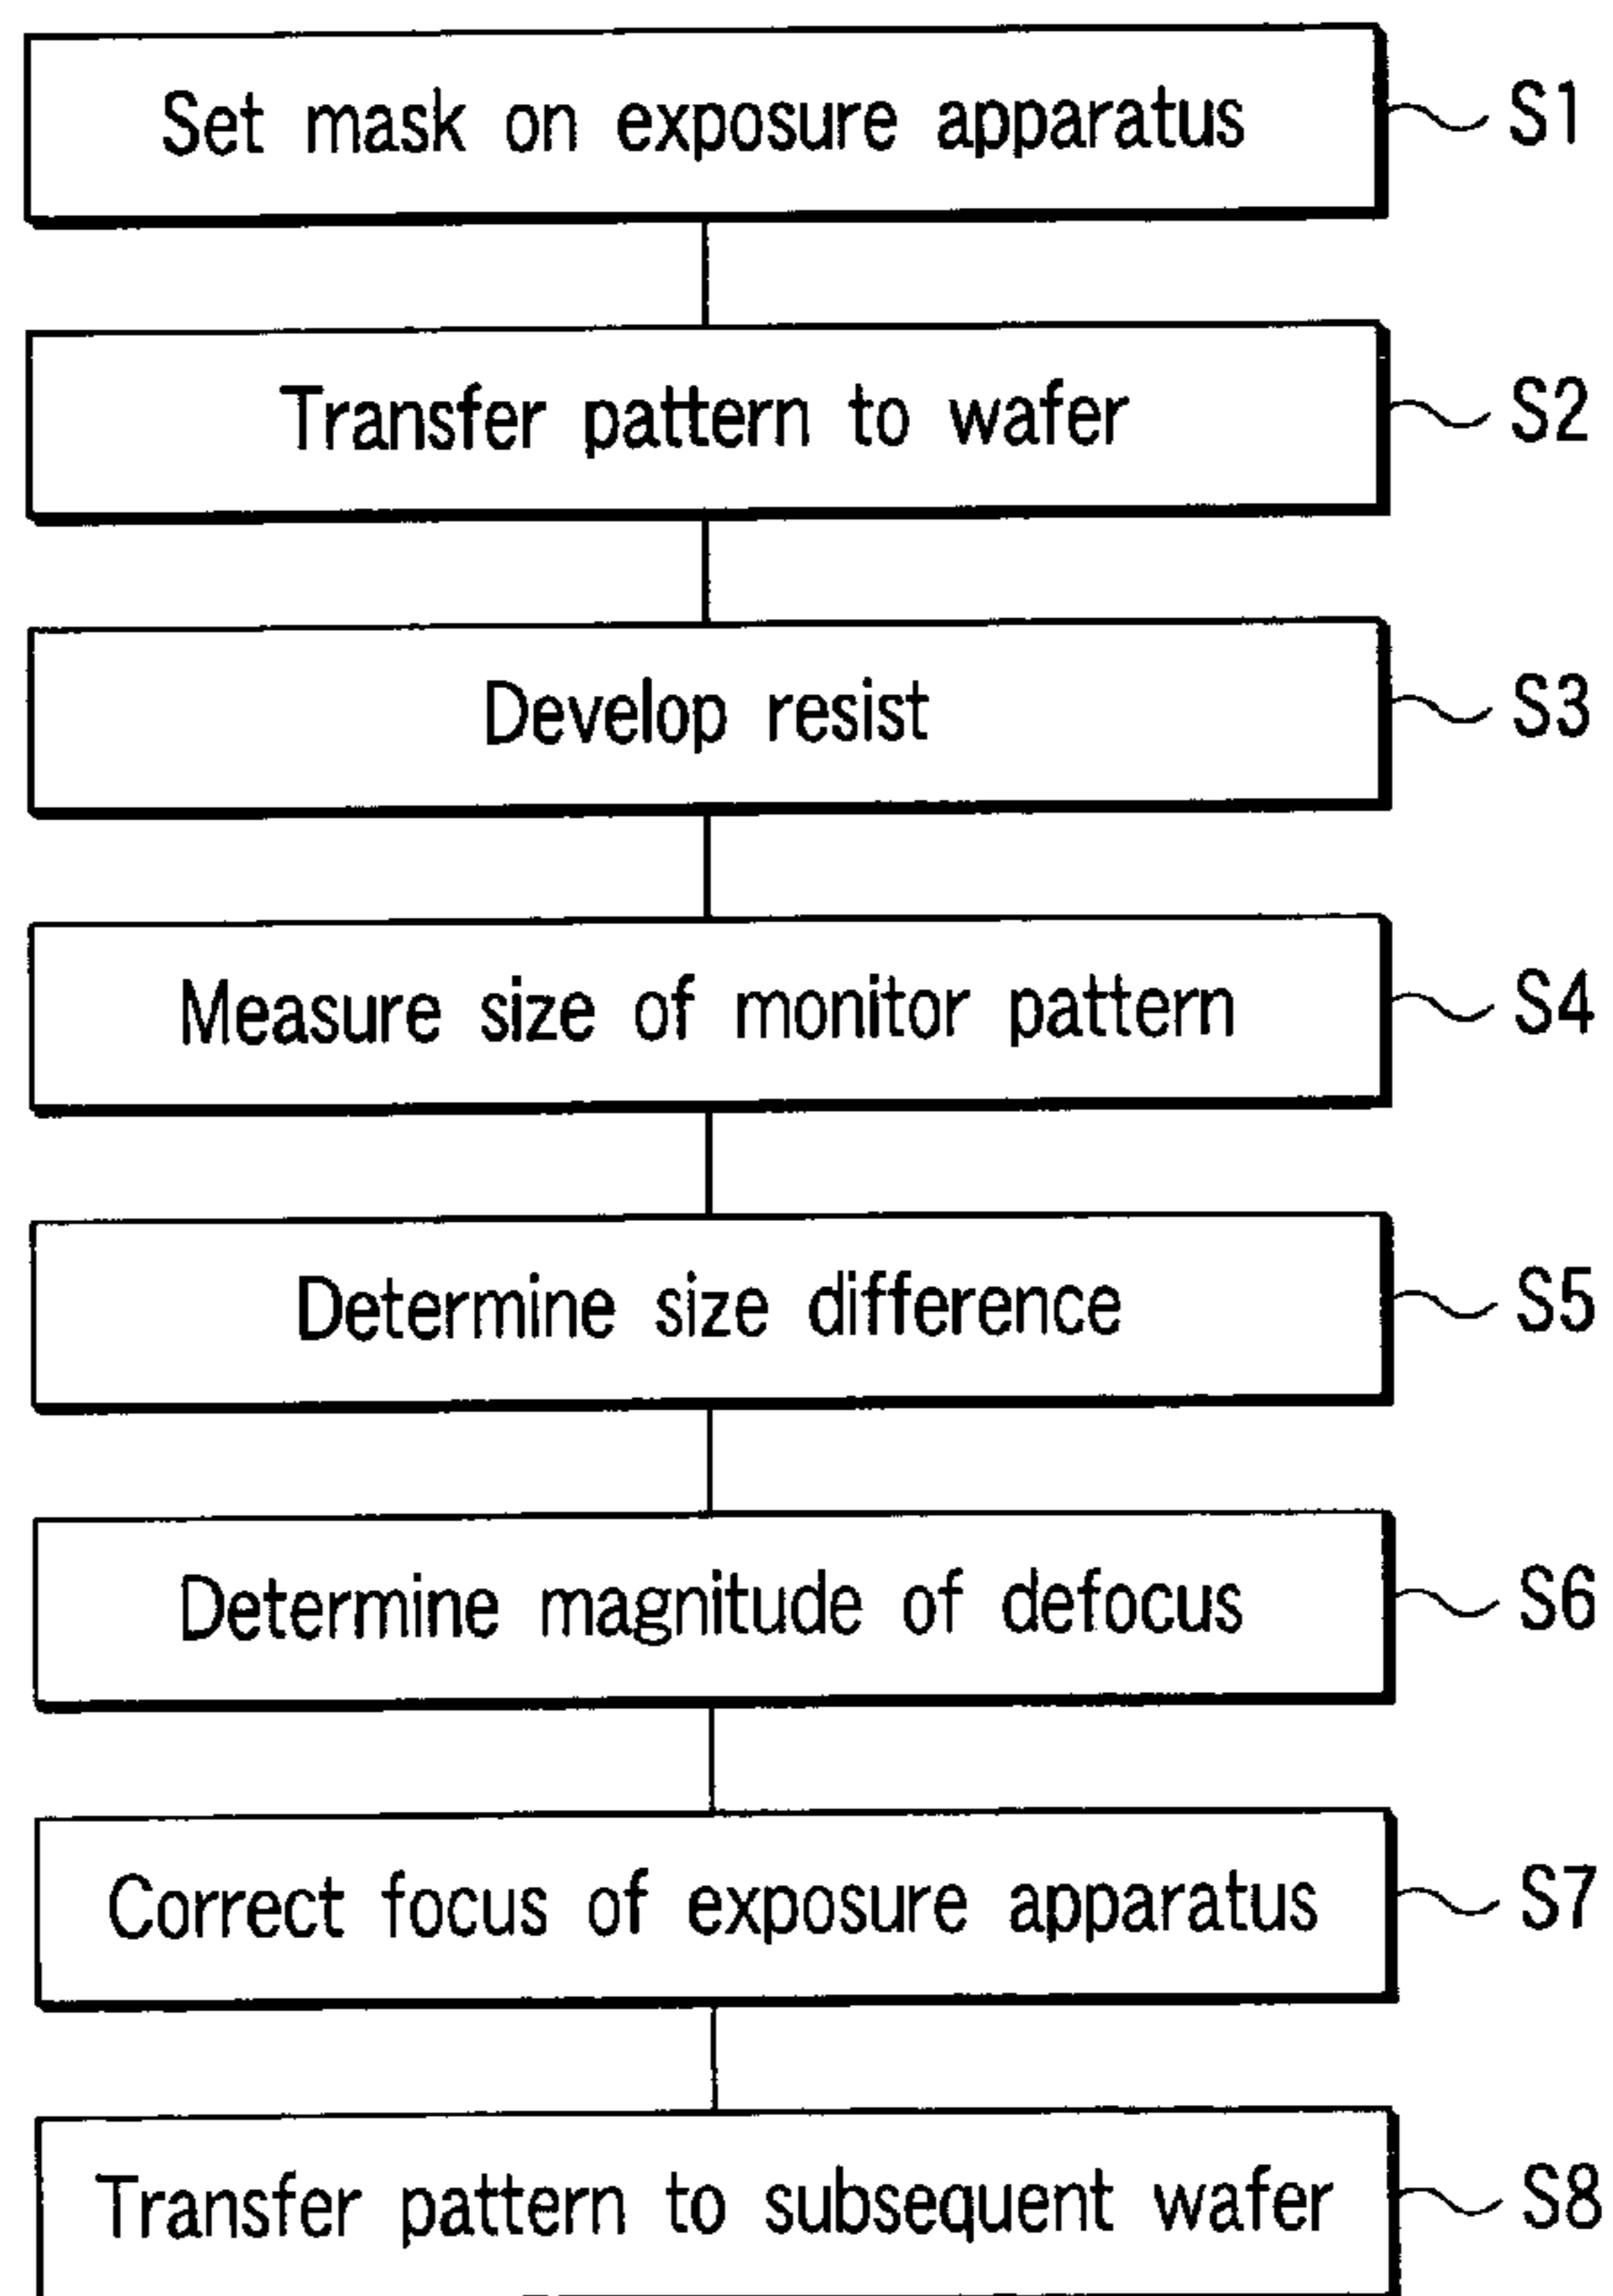 Set mask on exposure apparatus S1
Transfer pattern to wafer S2
Develop resist S3
Measure size of monitor pattern S4
Determine size difference S5
Determine magnitude of defocus S6
Correct focus of exposure apparatus S7
Transfer pattern to subsequent wafer S8